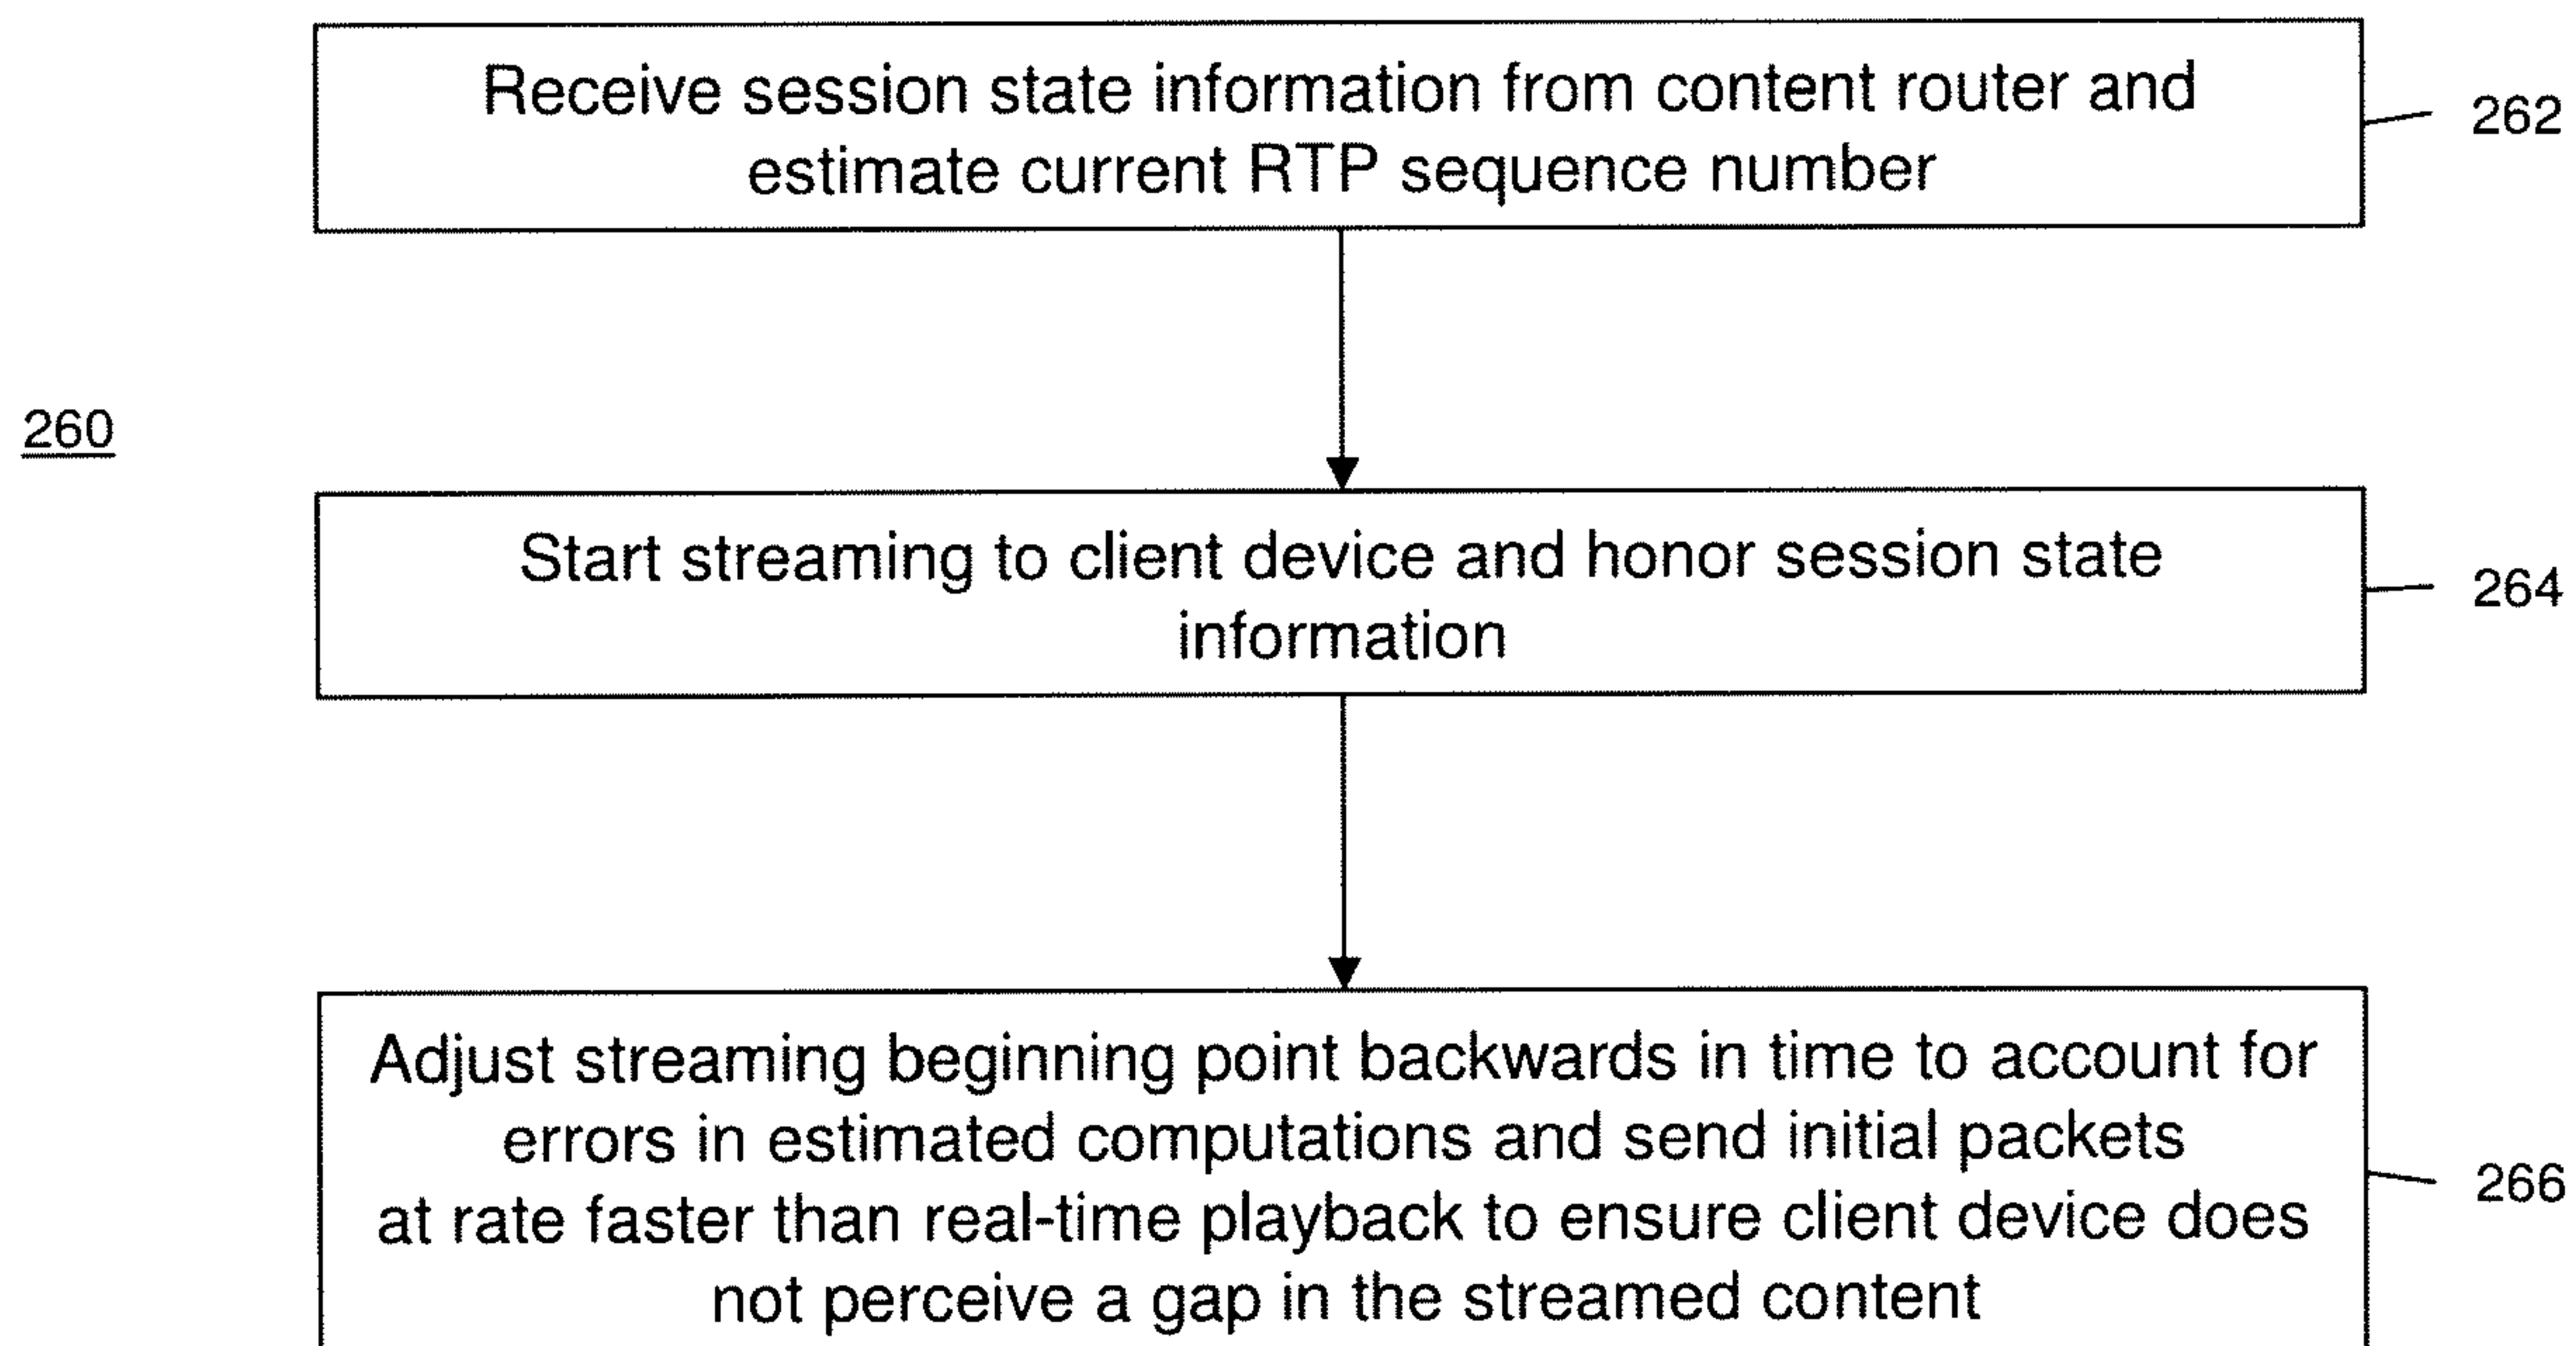 Receive session state information from content router and
estimate current RTP sequence number
262
260
Start streaming to client device and honor session state
information
264
Adjust streaming beginning point backwards in time to account for
errors in estimated computations and send initial packets
at rate faster than real-time playback to ensure client device does
not perceive a gap in the streamed content
266